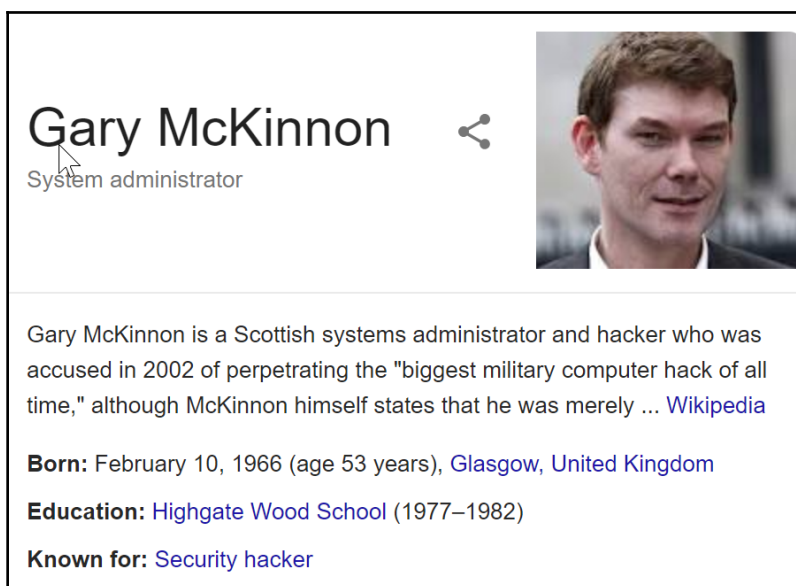 Gary McKinnon
System administrator
Gary McKinnon is a Scottish systems administrator and hacker who was
accused in 2002 of perpetrating the "biggest military computer hack of all
time," although McKinnon himself states that he was merely ... Wikipedia
Born: February 10, 1966 (age 53 years), Glasgow, United Kingdom
Education: Highgate Wood School (1977–1982)
Known for: Security hacker